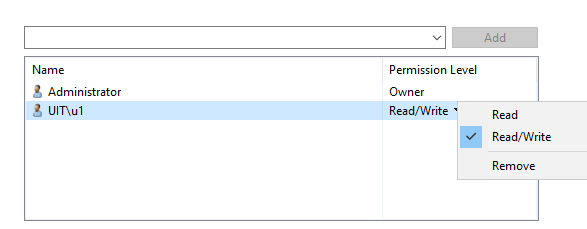 Add
Name Permission Level
Administrator Owner
UIT\u1 Read/Write
Read
Read/Write
Remove